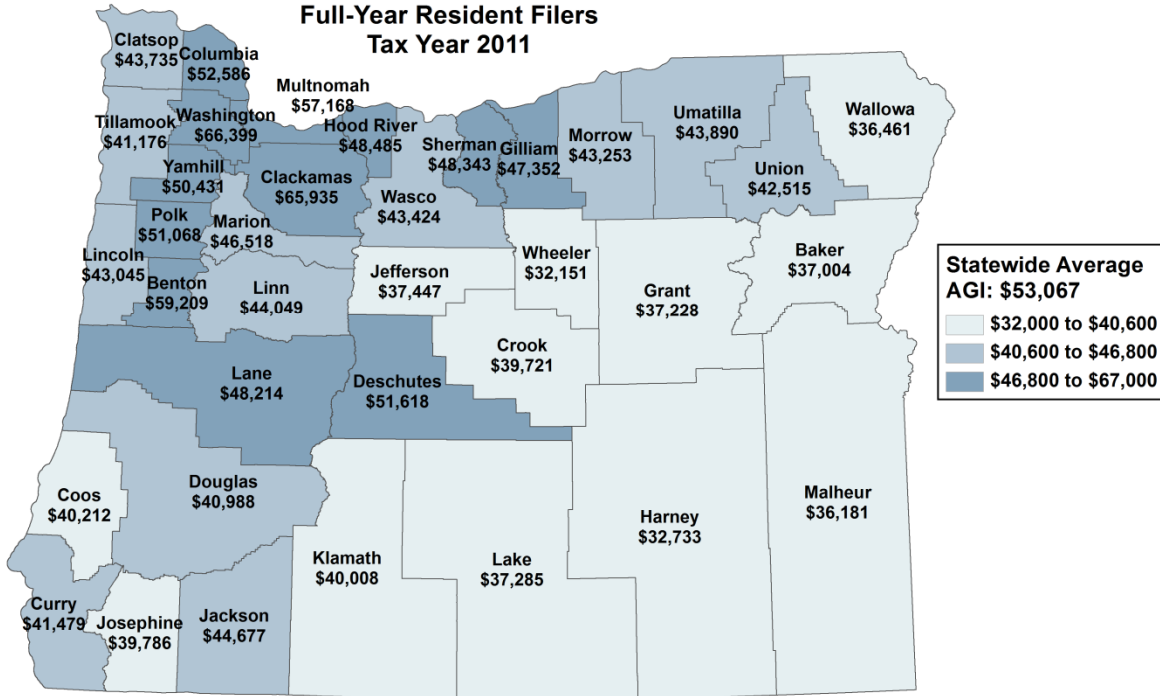 Full-Year Resident Filers
Tax Year 2011
Clatsop
$43,735
Columbia
$52,586
Multnomah
$57,168
Tillamook
$41,176
Washington
$66,399
Hood River
$48,485
Sherman
$48,343
Gilliam
$47,352
Morrow
$43,253
Umatilla
$43,890
Wallowa
$36,461
Union
$42,515
Yamhill
$50,431
Clackamas
$65,935
Wasco
$43,424
Polk
$51,068
Marion
$46,518
Lincoln
$43,045
Benton
$59,209
Linn
$44,049
Jefferson
$37,447
Wheeler
$32,151
Grant
$37,228
Baker
$37,004
Crook
$39,721
Lane
$48,214
Deschutes
$51,618
Coos
$40,212
Douglas
$40,988
Klamath
$40,008
Lake
$37,285
Harney
$32,733
Malheur
$36,181
Curry
$41,479
Josephine
$39,786
Jackson
$44,677
Statewide Average
AGI: $53,067
$32,000 to $40,600
$40,600 to $46,800
$46,800 to $67,000